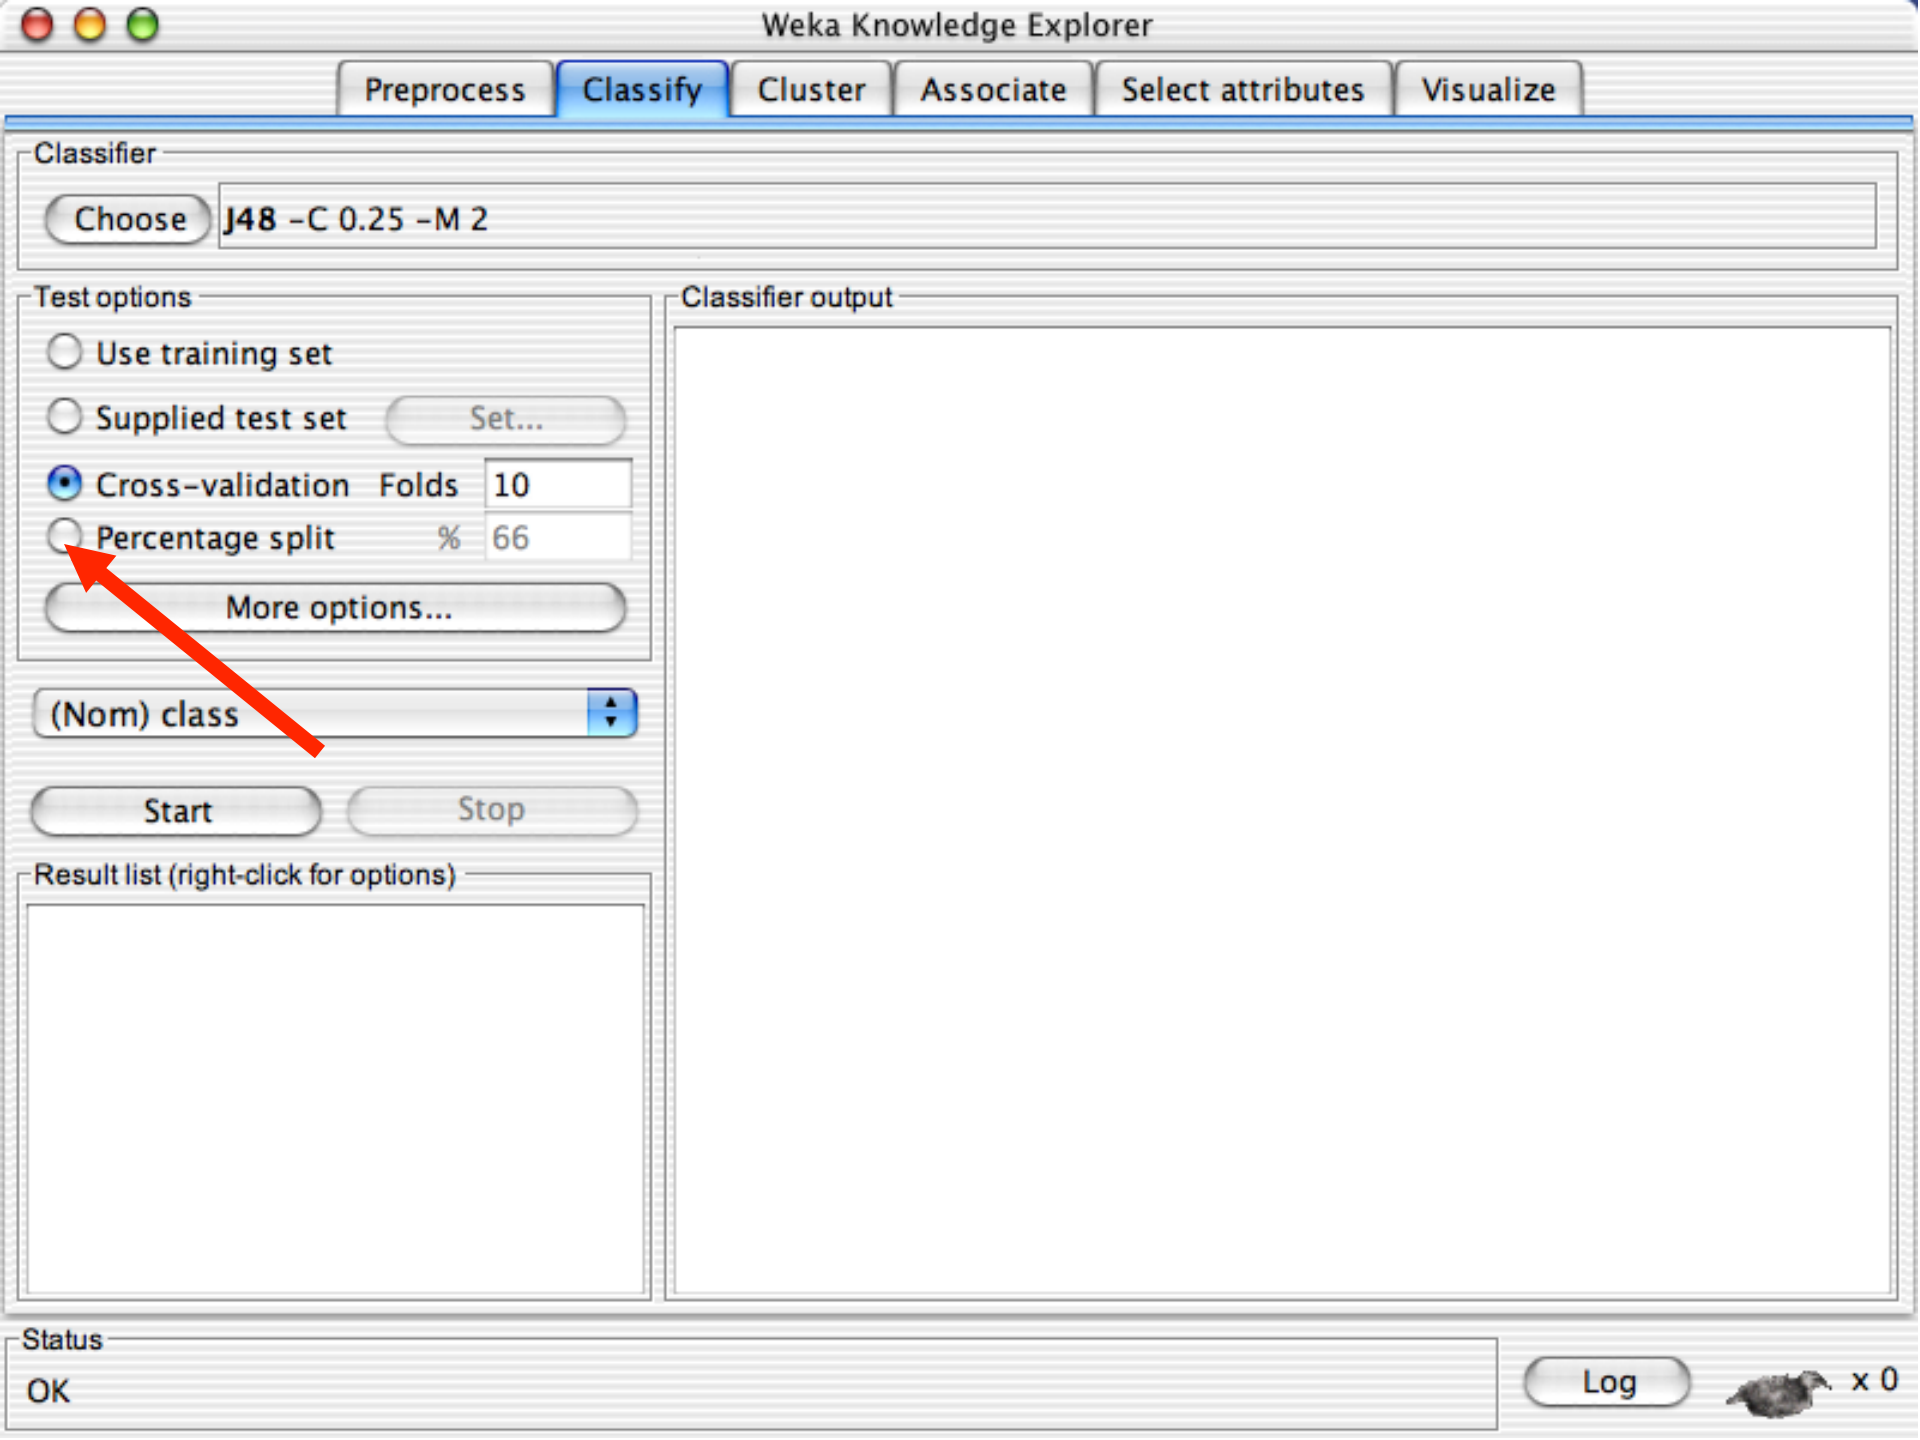 Weka Knowledge Explorer
Preprocess Classify Cluster Associate Select attributes Visualize
Classifier
Choose J48 -C 0.25 -M 2
Test options
Use training set
Supplied test set Set...
Cross-validation Folds 10
Percentage split % 66
More options...
(Nom) class
Start Stop
Result list (right-click for options)
Classifier output
Status
OK
Log x 0